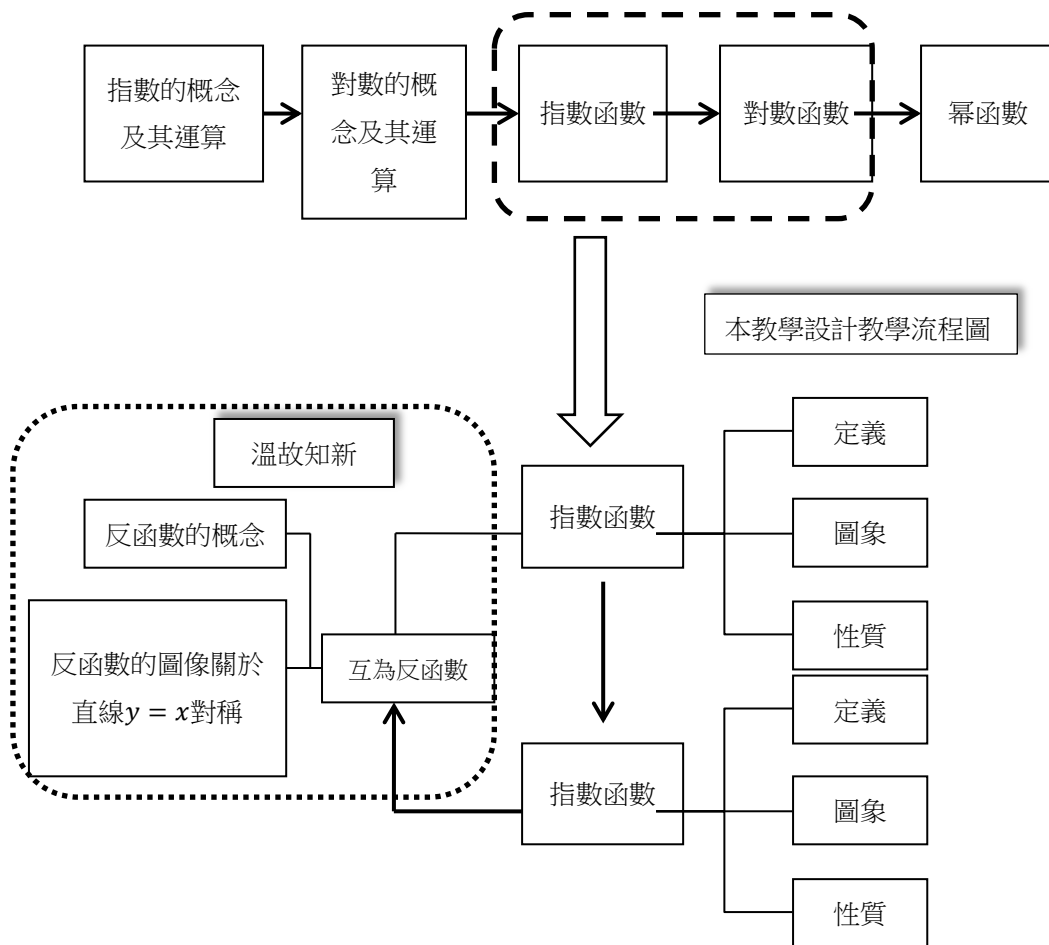 指數的概念
及其運算
對數的概
念及其運
算
指數函數
對數函數
幂函數
本教學設計教學流程圖
溫故知新
反函數的概念
反函數的圖像關於
直線y = x對稱
互為反函數
指數函數
定義
圖象
性質
指數函數
定義
圖象
性質